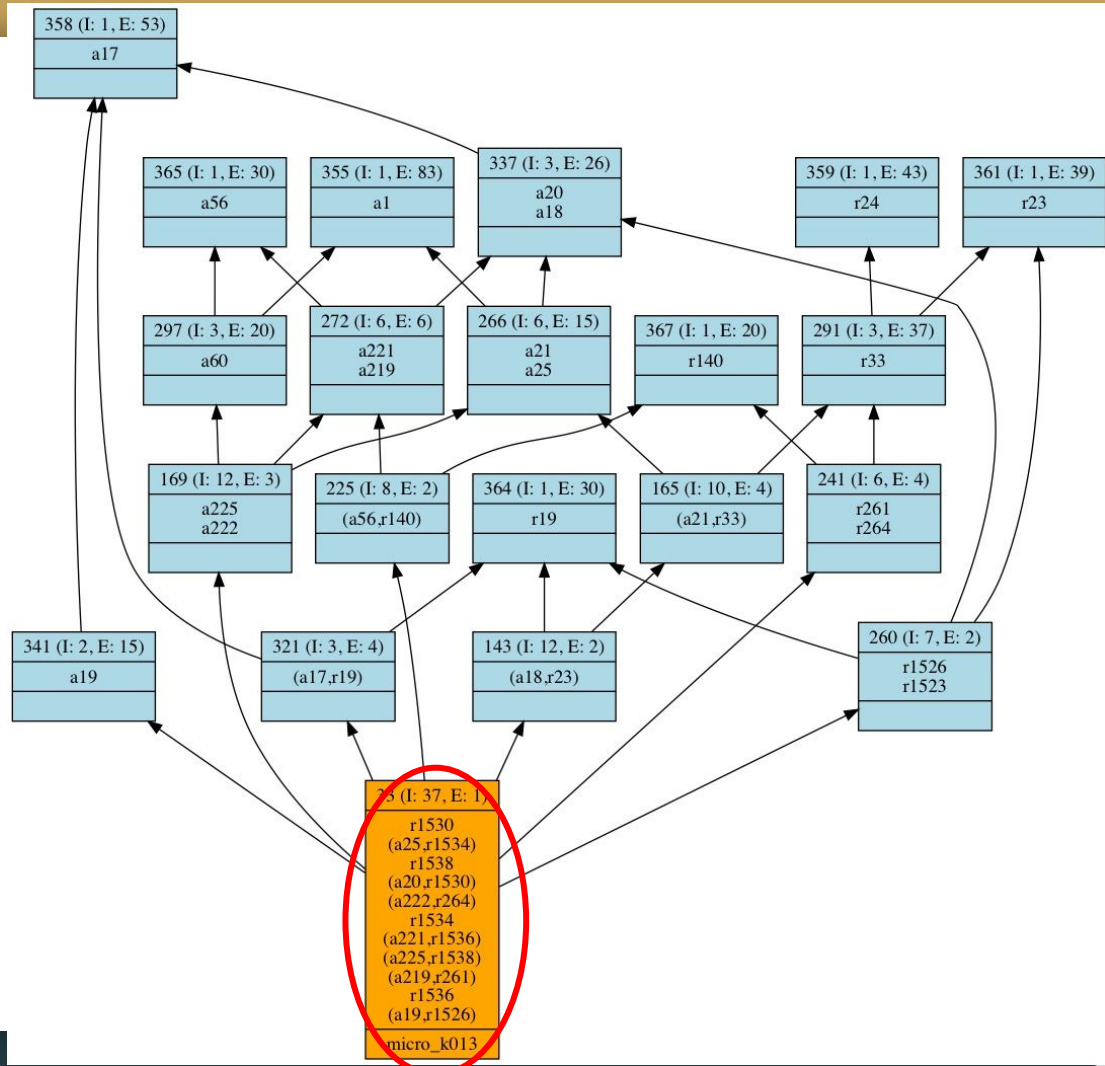 358 (I: 1, E: 53)
a17
365 (I: 1, E: 30)
a56
355 (I: 1, E: 83)
a1
337 (I: 3, E: 26)
a20
a18
359 (I: 1, E: 43)
r24
361 (I: 1, E: 39)
r23
297 (I: 3, E: 20)
a60
272 (I: 6, E: 6)
a221
a219
266 (I: 6, E: 15)
a21
a25
367 (I: 1, E: 20)
r140
291 (I: 3, E: 37)
r33
169 (I: 12, E: 3)
a225
a222
225 (I: 8, E: 2)
(a56,r140)
364 (I: 1, E: 30)
r19
165 (I: 10, E: 4)
(a21,r33)
241 (I: 6, E: 4)
r261
r264
341 (I: 2, E: 15)
a19
321 (I: 3, E: 4)
(a17,r19)
143 (I: 12, E: 2)
(a18,r23)
260 (I: 7, E: 2)
r1526
r1523
(I: 37, E: 1)
r1530
(a25,r1534)
r1538
(a20,r1530)
(a222,r264)
r1534
(a221,r1536)
(a225,r1538)
(a219,r261)
r1536
(a19,r1526)
micro_k013